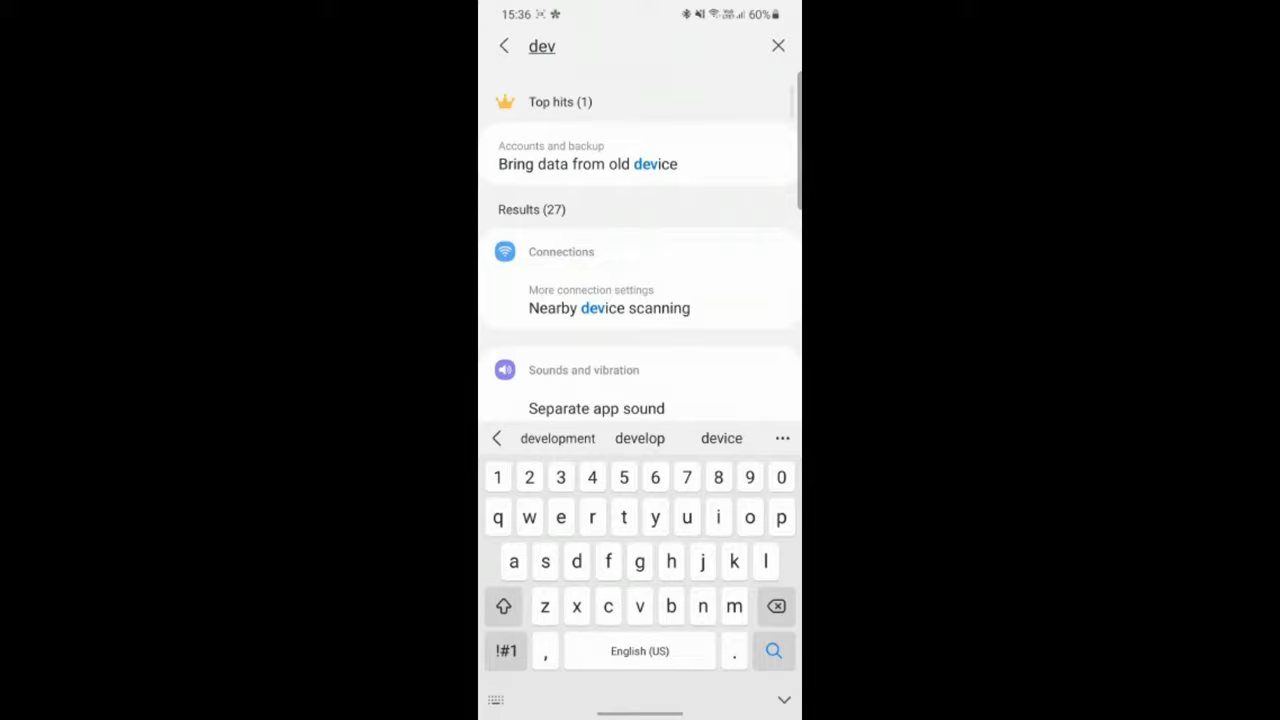 15:36 60%
dev
Top hits (1)
Accounts and backup
Bring data from old device
Results (27)
Connections
More connection settings
Nearby device scanning
Sounds and vibration
Separate app sound
development develop device ...
1 2 3 4 5 6 7 8 9 0
q w e r t y u i o p
a s d f g h j k l
z x c v b n m
!#1 , English (US) .